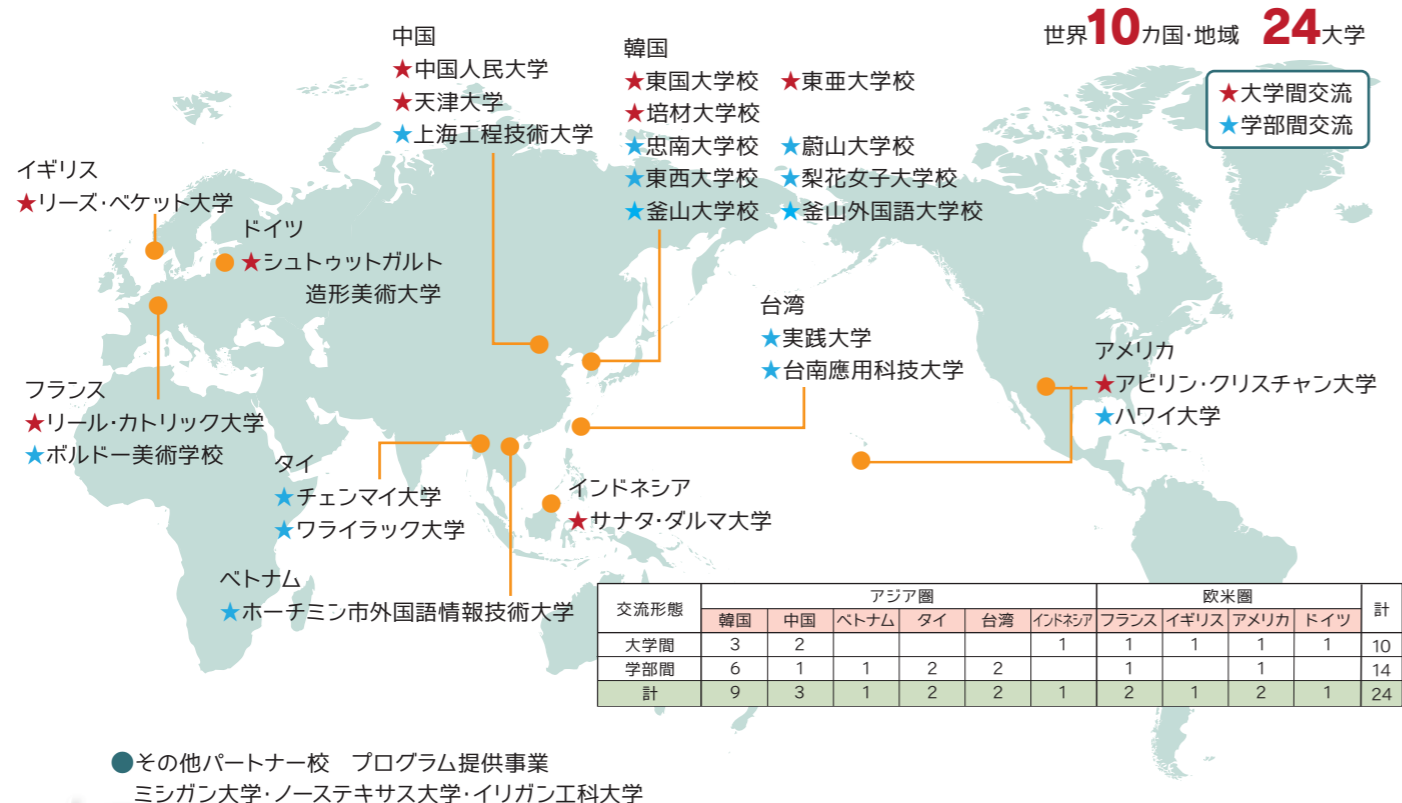 世界10カ国・地域 24大学
★大学間交流
★学部間交流
中国
★中国人民大学
★天津大学
★上海工程技術大学
韓国
★東国大学校 ★東亜大学校
★培材大学校
★忠南大学校 ★蔚山大学校
★東西大学校 ★梨花女子大学校
★釜山大学校 ★釜山外国語大学校
イギリス
★リーズ・ベケット大学
ドイツ
★シュトゥットガルト
造形美術大学
台湾
★実践大学
★台南應用科技大学
アメリカ
★アビリン・クリスチャン大学
★ハワイ大学
フランス
★リール・カトリック大学
★ボルドー美術学校
タイ
★チェンマイ大学
★ワライラック大学
インドネシア
★サナタ・ダルマ大学
ベトナム
★ホーチミン市外国語情報技術大学
交流形態 アジア圏 欧米圏 計
韓国 中国 ベトナム タイ 台湾 インドネシア フランス イギリス アメリカ ドイツ
大学間 3 2 1 1 1 1 1 10
学部間 6 1 1 2 2 1 1 14
計 9 3 1 2 2 1 2 1 2 1 24
●その他パートナー校 プログラム提供事業
ミシガン大学・ノーステキサス大学・イリガン工科大学